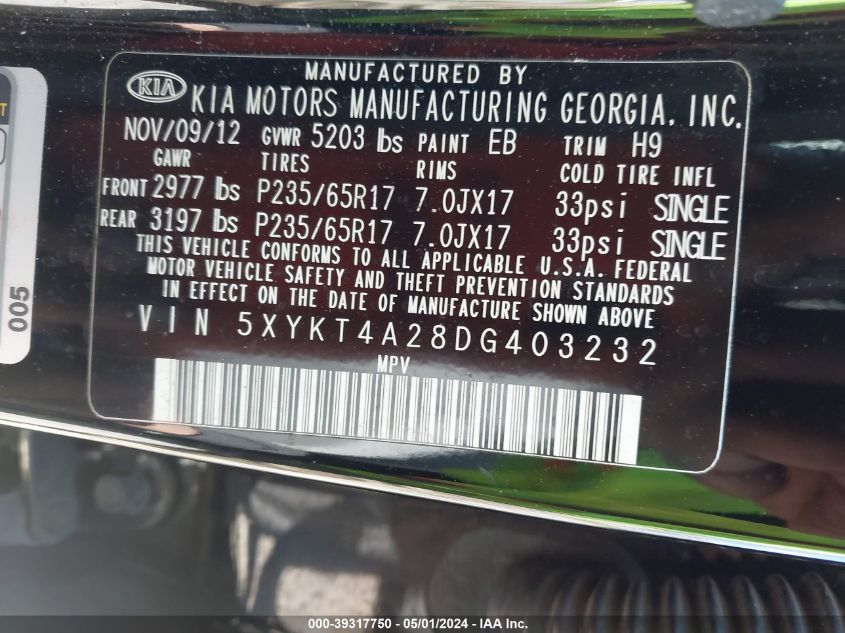 MANUFACTURED BY
KIA KIA MOTORS MANUFACTURING GEORGIA, INC.
NOV/09/12 GVWR 5203 lbs PAINT EB TRIM H9
GAWR TIRES RIMS COLD TIRE INFL
FRONT 2977 lbs P235/65R17 7.0JX17 33psi SINGLE
REAR 3197 lbs P235/65R17 7.0JX17 33psi SINGLE
THIS VEHICLE CONFORMS TO ALL APPLICABLE U.S.A. FEDERAL
MOTOR VEHICLE SAFETY AND THEFT PREVENTION STANDARDS
IN EFFECT ON THE DATE OF MANUFACTURE SHOWN ABOVE
VIN 5XYKT4A28DG403232
MPV
005
000-39317750 - 05/01/2024 - IAAI.com